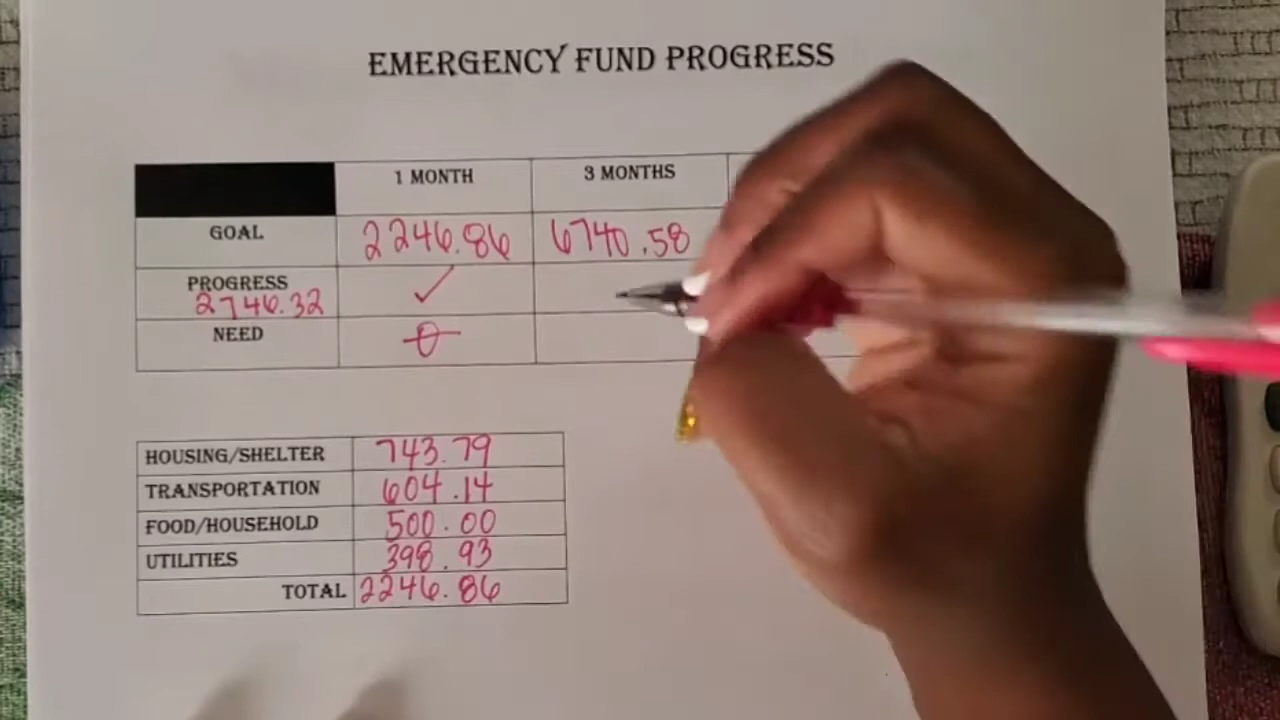 EMERGENCY FUND PROGRESS
1 MONTH 3 MONTHS
GOAL 2246.86 6740.58
PROGRESS ✓
2746.32
NEED 0
HOUSING/SHELTER 743.79
TRANSPORTATION 604.14
FOOD/HOUSEHOLD 500.00
UTILITIES 398.93
TOTAL 2246.86